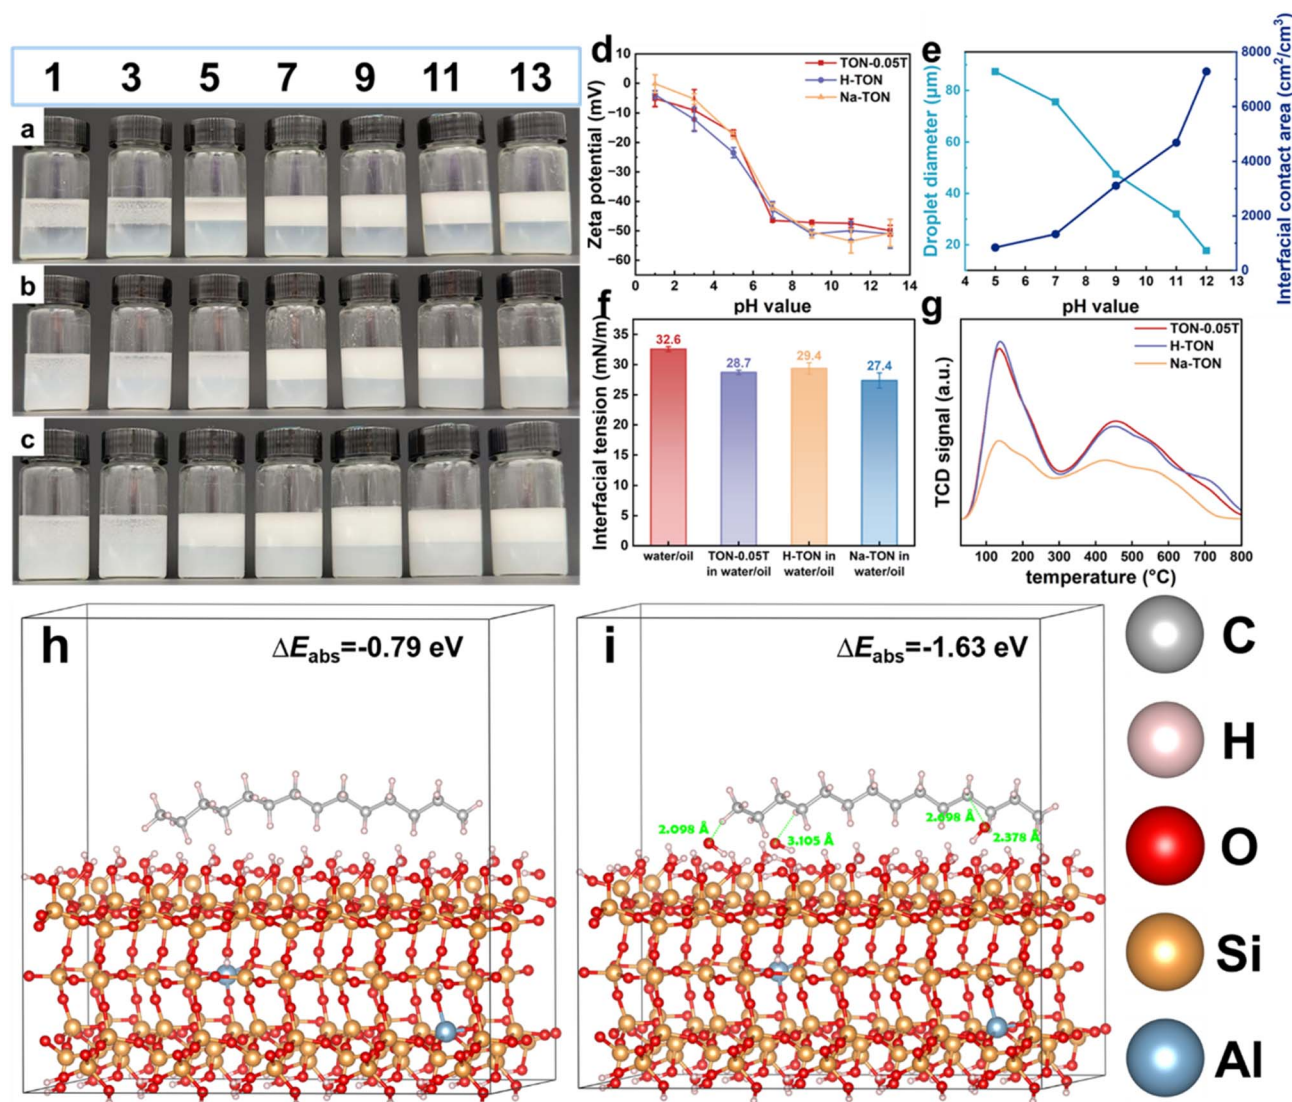 1 3 5 7 9 11 13
a
b
c
d
Zeta potential (mV)
10
0
−10
−20
−30
−40
−50
−60
TON-0.05T
H-TON
Na-TON
0 2 4 6 8 10 12 14
pH value
e
Droplet diameter (µm)
80
60
40
20
8000
6000
4000
2000
0
Interfacial contact area (cm²/cm³)
4 5 6 7 8 9 10 11 12 13
pH value
f
Interfacial tension (mN/m)
35
30
25
20
15
10
5
0
32.6
28.7
29.4
27.4
water/oil
TON-0.05T
in water/oil
H-TON in
water/oil
Na-TON in
water/oil
g
TCD signal (a.u.)
TON-0.05T
H-TON
Na-TON
100 200 300 400 500 600 700 800
temperature (°C)
h
ΔEabs=-0.79 eV
i
ΔEabs=-1.63 eV
2.098 Å
3.105 Å
2.698 Å
2.378 Å
C
H
O
Si
Al